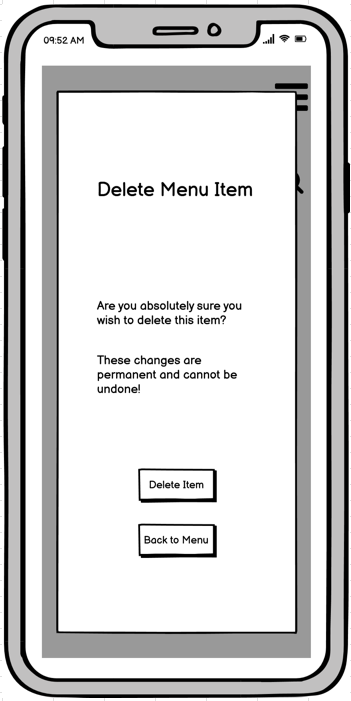 09:52 AM
Delete Menu Item
Are you absolutely sure you
wish to delete this item?
These changes are
permanent and cannot be
undone!
Delete Item
Back to Menu